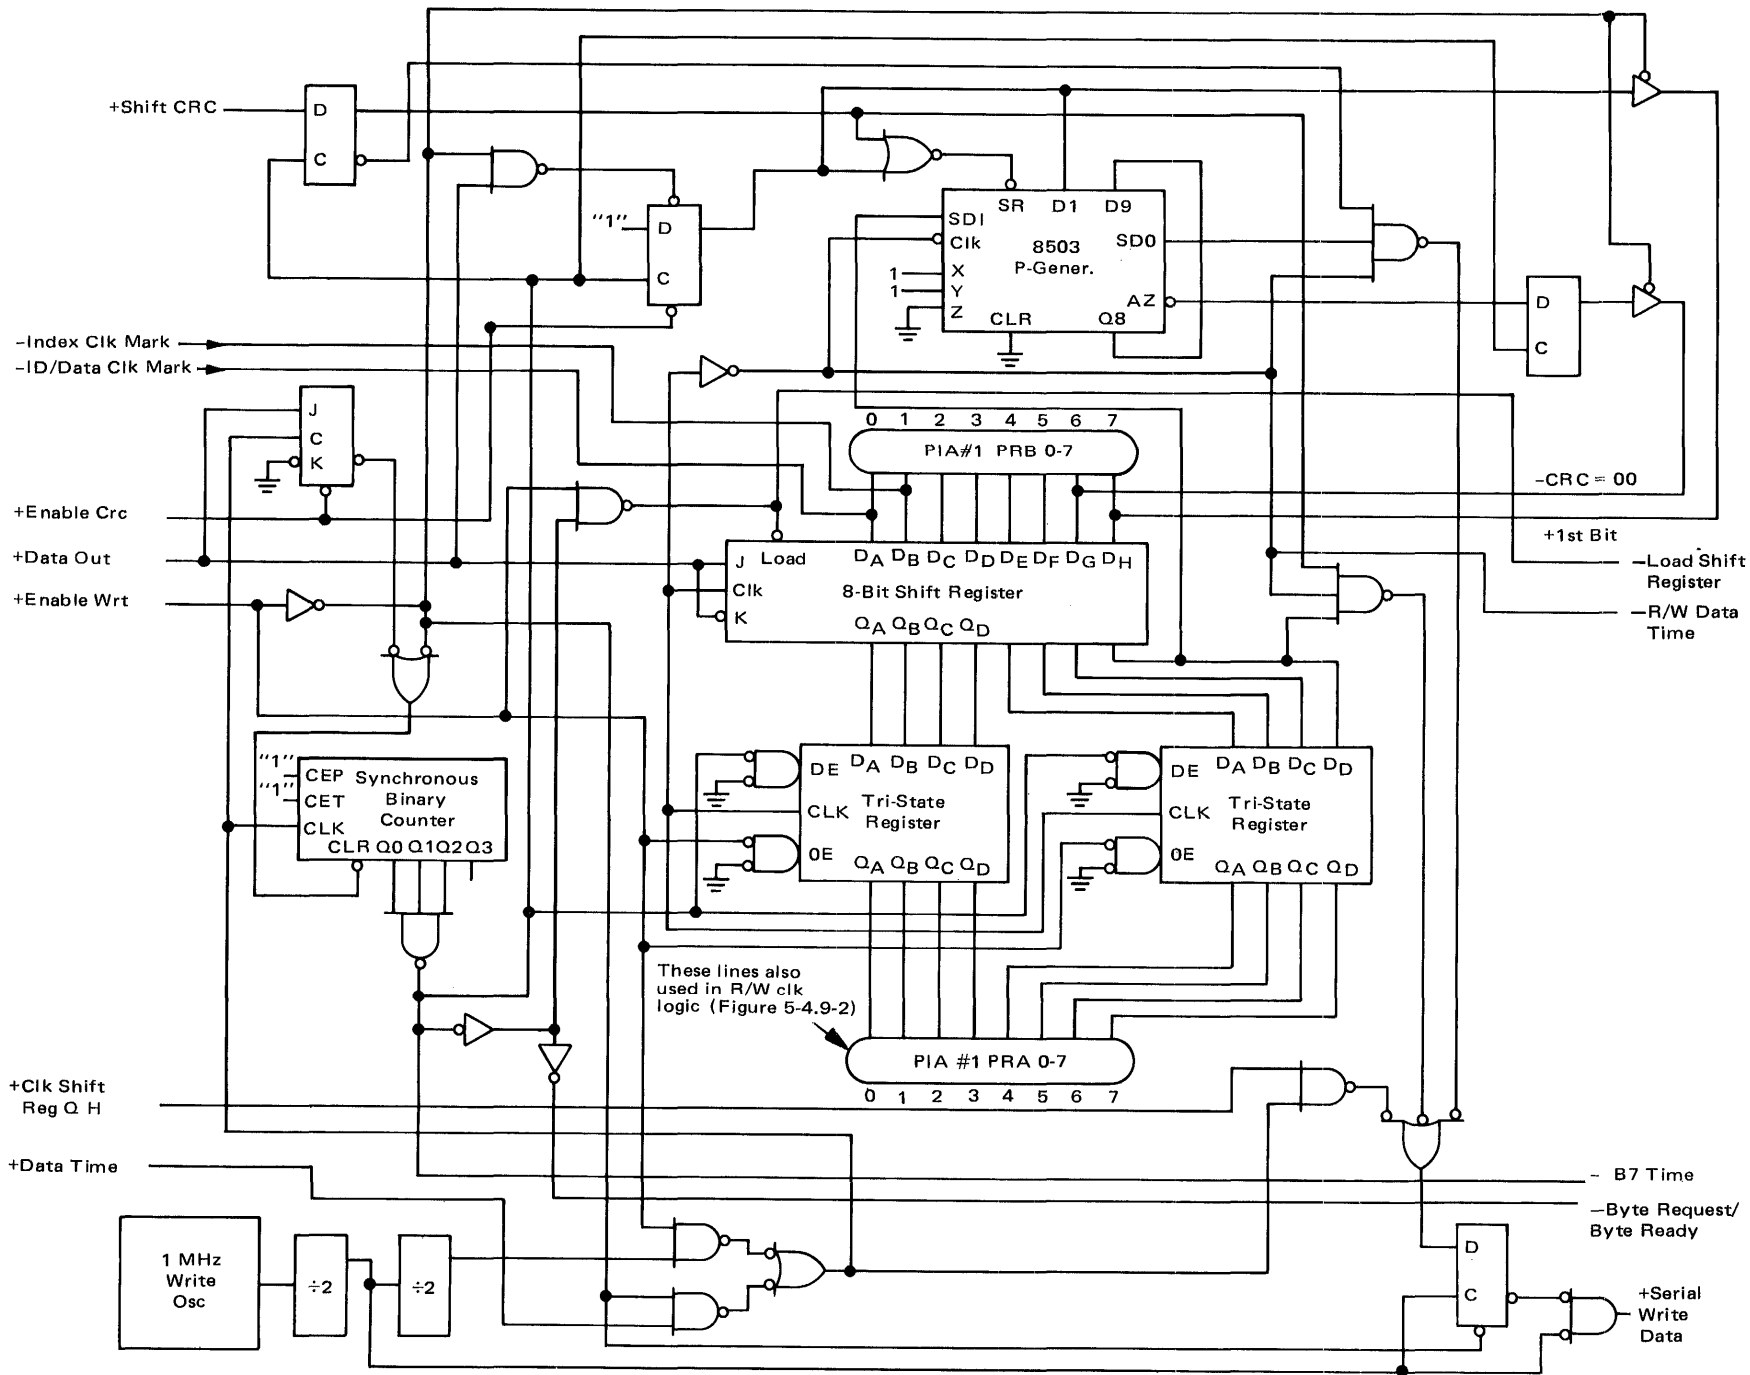 +Shift CRC
D
C
"1"
D
C
SR D1 D9
SDI
Clk
X
Y
Z
1
1
8503
P-Gener.
SD0
AZ
CLR Q8
D
C
-Index Clk Mark
-ID/Data Clk Mark
J
C
K
0 1 2 3 4 5 6 7
PIA#1 PRB 0-7
-CRC = 00
+1st Bit
+Enable Crc
+Data Out
+Enable Wrt
J Load DA DB DC DD DE DF DG DH
Clk 8-Bit Shift Register
K
QA QB QC QD
-Load Shift
Register
-R/W Data
Time
"1"
"1"
CEP
CET
CLK
Synchronous
Binary
Counter
CLR Q0 Q1 Q2 Q3
DE DA DB DC DD
CLK Tri-State
Register
0E QA QB QC QD
DE DA DB DC DD
CLK Tri-State
Register
0E QA QB QC QD
These lines also
used in R/W clk
logic (Figure 5-4.9-2)
PIA #1 PRA 0-7
0 1 2 3 4 5 6 7
+Clk Shift
Reg Q H
+Data Time
- B7 Time
-Byte Request/
Byte Ready
1 MHz
Write
Osc
÷2
÷2
D
C
+Serial
Write
Data